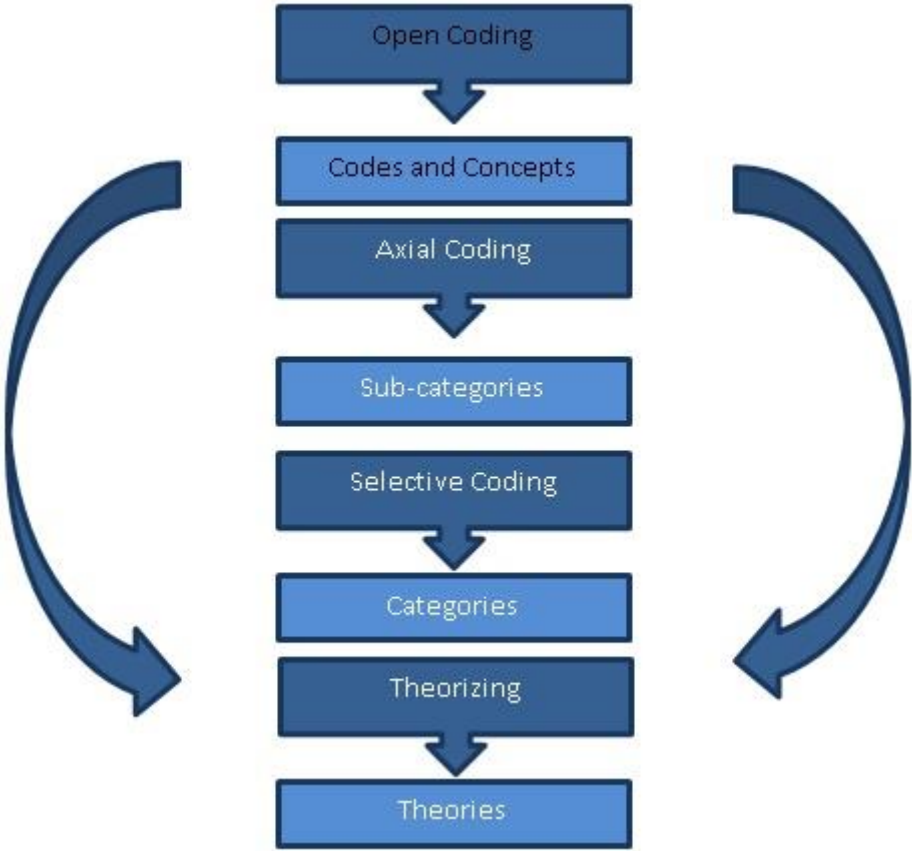 Open Coding
Codes and Concepts
Axial Coding
Sub-categories
Selective Coding
Categories
Theorizing
Theories